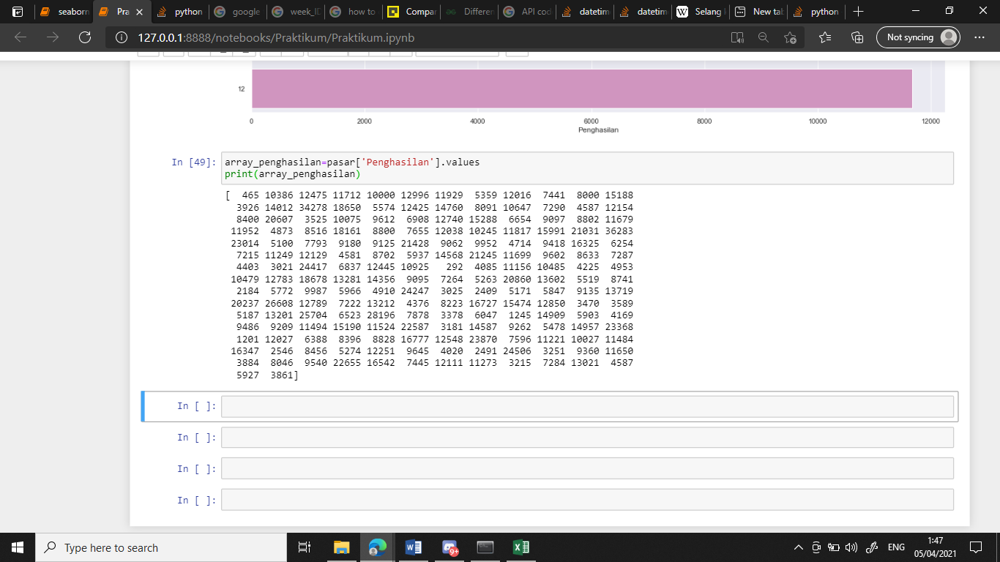 seaborn
Pra
python
google
week_ID
how to
Compar
Differen
API cod
datetim
datetim
Selang
New tab
python
127.0.0.1:8888/notebooks/Praktikum/Praktikum.ipynb
Not syncing
12
0 2000 4000 6000 8000 10000 12000
Penghasilan
In [49]: array_penghasilan=pasar['Penghasilan'].values
print(array_penghasilan)
[ 465 10386 12475 11712 10000 12996 11929 5359 12016 7441 8000 15188
3926 14012 34278 18650 5574 12425 14760 8091 10647 7290 4587 12154
8400 20607 3525 10075 9612 6908 12740 15288 6654 9097 8802 11679
11952 4873 8516 18161 8800 7655 12038 10245 11817 15991 21031 36283
23014 5100 7793 9180 9125 21428 9062 9952 4714 9418 16325 6254
7215 11249 12129 4581 8702 5937 14568 21245 11699 9602 8633 7287
4403 3021 24417 6837 12445 10925 292 4085 11156 10485 4225 4953
10479 12783 18678 13281 14356 9095 7264 5263 20860 13602 5519 8741
2184 5772 9987 5966 4910 24247 3025 2409 5171 5847 9135 13719
20237 26608 12789 7222 13212 4376 8223 16727 15474 12850 3470 3589
5187 13201 25704 6523 28196 7878 3378 6047 1245 14909 5903 4169
9486 9209 11494 15190 11524 22587 3181 14587 9262 5478 14957 23368
1201 12027 6388 8396 8828 16777 12548 23870 7596 11221 10027 11484
16347 2546 8456 5274 12251 9645 4020 2491 24506 3251 9360 11650
3884 8046 9540 22655 16542 7445 12111 11273 3215 7284 13021 4587
5927 3861]
In [ ]:
In [ ]:
In [ ]:
In [ ]:
Type here to search
9+
ENG
1:47
05/04/2021